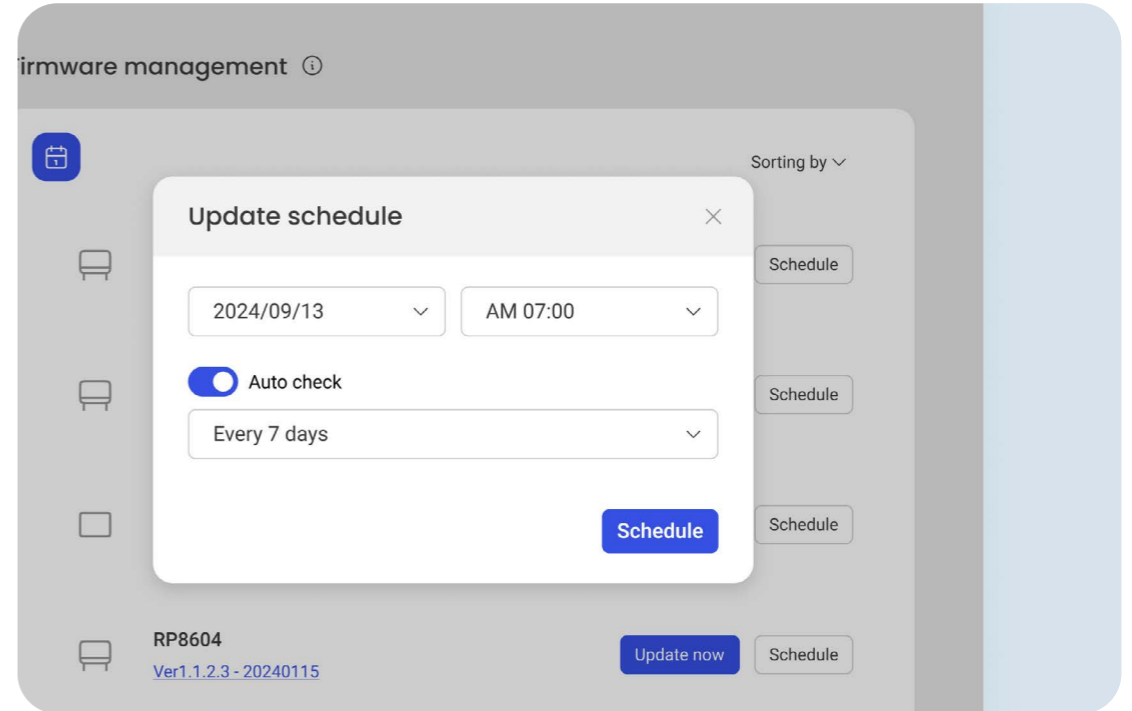 irmware management
Sorting by
Update schedule
Schedule
2024/09/13 AM 07:00
Auto check
Schedule
Every 7 days
Schedule
Schedule
RP8604
Update now Schedule
Ver1.1.2.3 - 20240115